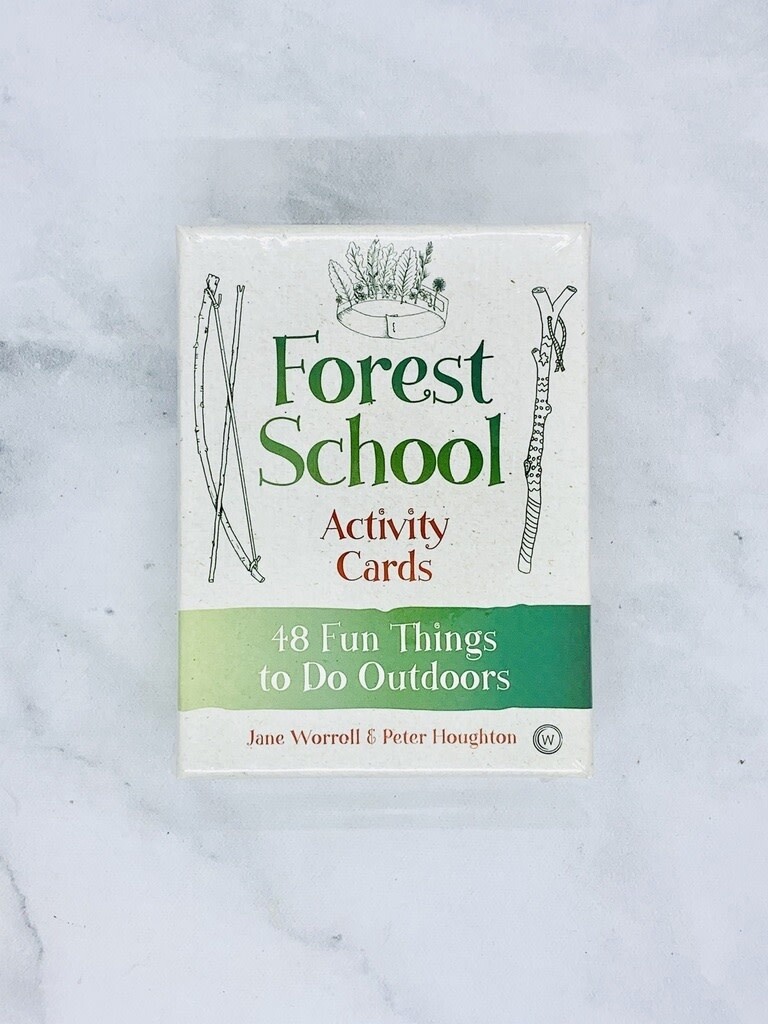 Forest
School
Activity
Cards
48 Fun Things
to Do Outdoors
Jane Worroll & Peter Houghton
W